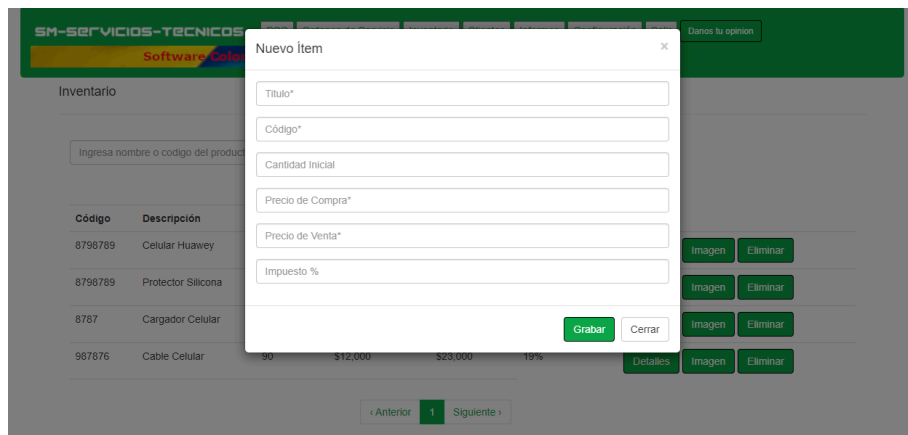 SM-SERVICIOS-TECNICOS
Danos tu opinion
Software
Nuevo Ítem ×
Inventario
Titulo*
Código*
Ingresa nombre o codigo del product
Cantidad Inicial
Precio de Compra*
Código Descripción
Precio de Venta*
8798789 Celular Huawey Imagen Eliminar
Impuesto %
8798789 Protector Silicona Imagen Eliminar
8787 Cargador Celular Imagen Eliminar
Grabar Cerrar
987876 Cable Celular 90 $12,000 $23,000 19% Detalles Imagen Eliminar
‹ Anterior 1 Siguiente ›